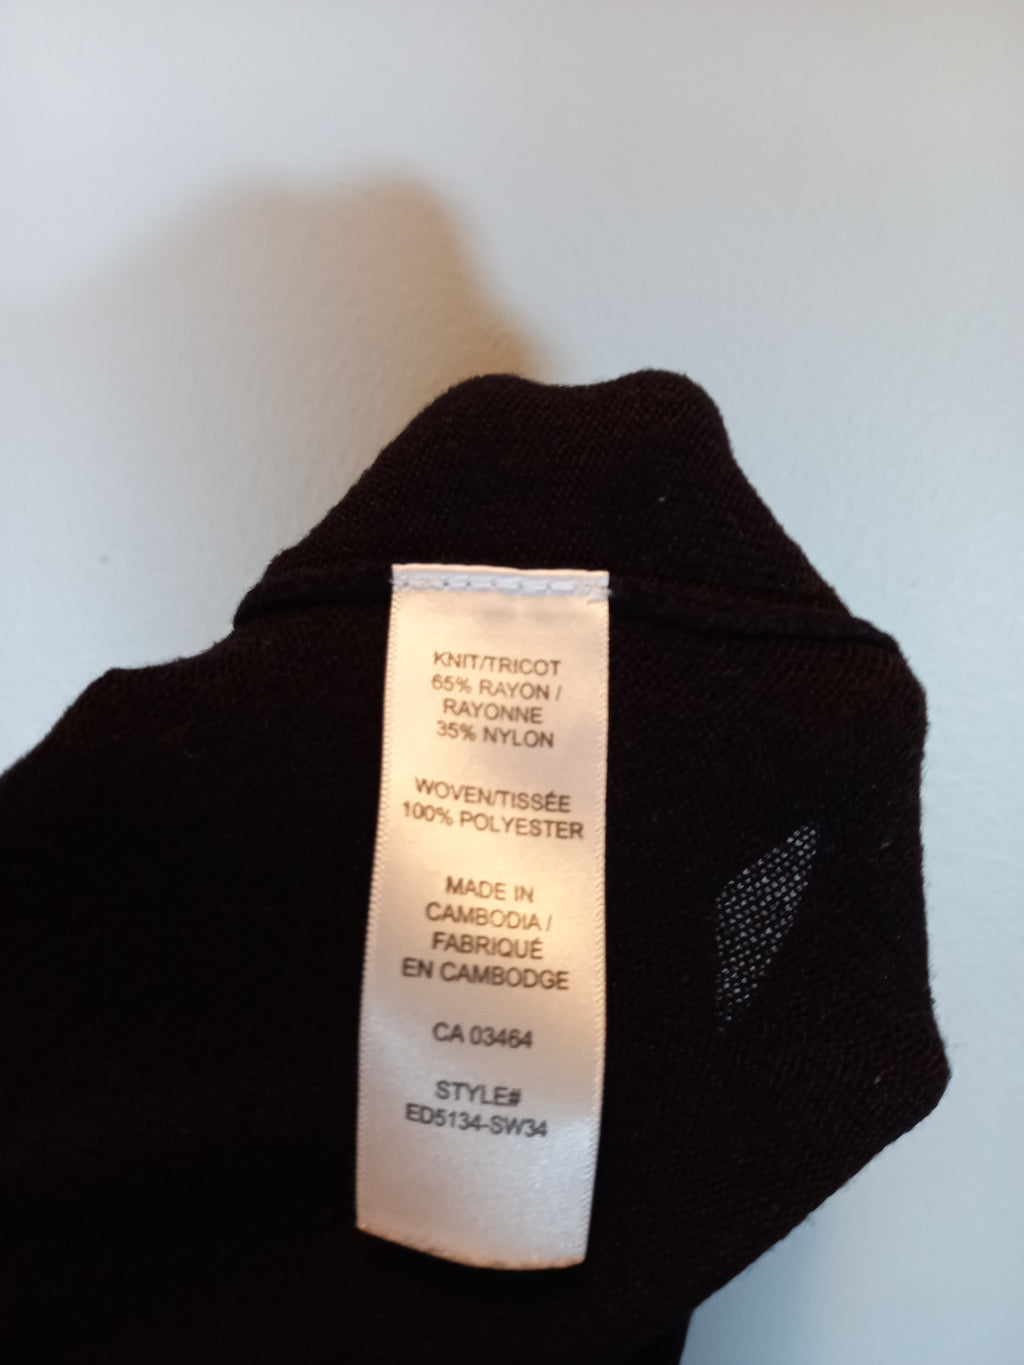 KNIT/TRICOT
65% RAYON /
RAYONNE
35% NYLON
WOVEN/TISSÉE
100% POLYESTER
MADE IN
CAMBODIA /
FABRIQUÉ
EN CAMBODGE
CA 03464
STYLE#
ED5134-SW34